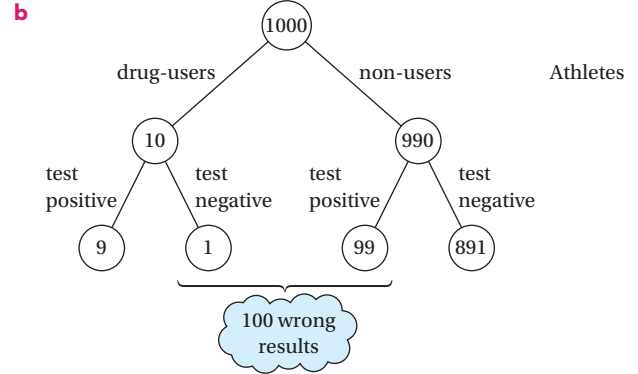 b
1000
drug-users
non-users
Athletes
10
990
test
positive
test
negative
test
positive
test
negative
9
1
99
891
100 wrong
results